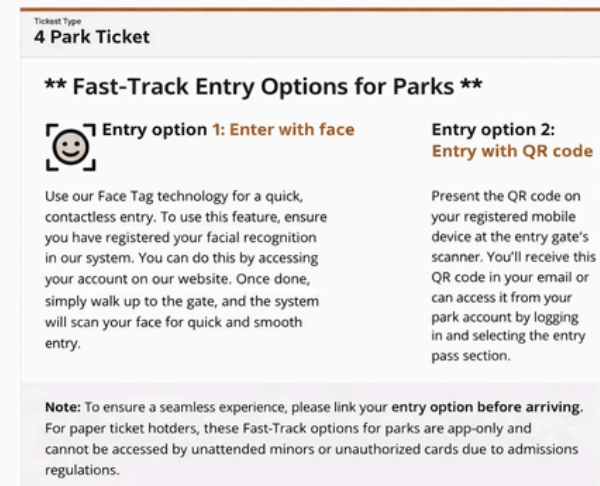 Tickest Type
4 Park Ticket
** Fast-Track Entry Options for Parks **
Entry option 1: Enter with face
Use our Face Tag technology for a quick,
contactless entry. To use this feature, ensure
you have registered your facial recognition
in our system. You can do this by accessing
your account on our website. Once done,
simply walk up to the gate, and the system
will scan your face for quick and smooth
entry.
Entry option 2:
Entry with QR code
Present the QR code on
your registered mobile
device at the entry gate's
scanner. You'll receive this
QR code in your email or
can access it from your
park account by logging
in and selecting the entry
pass section.
Note: To ensure a seamless experience, please link your entry option before arriving.
For paper ticket hotders, these Fast-Track options for parks are app-only and
cannot be accessed by unattended minors or unauthorized cards due to admissions
regulations.